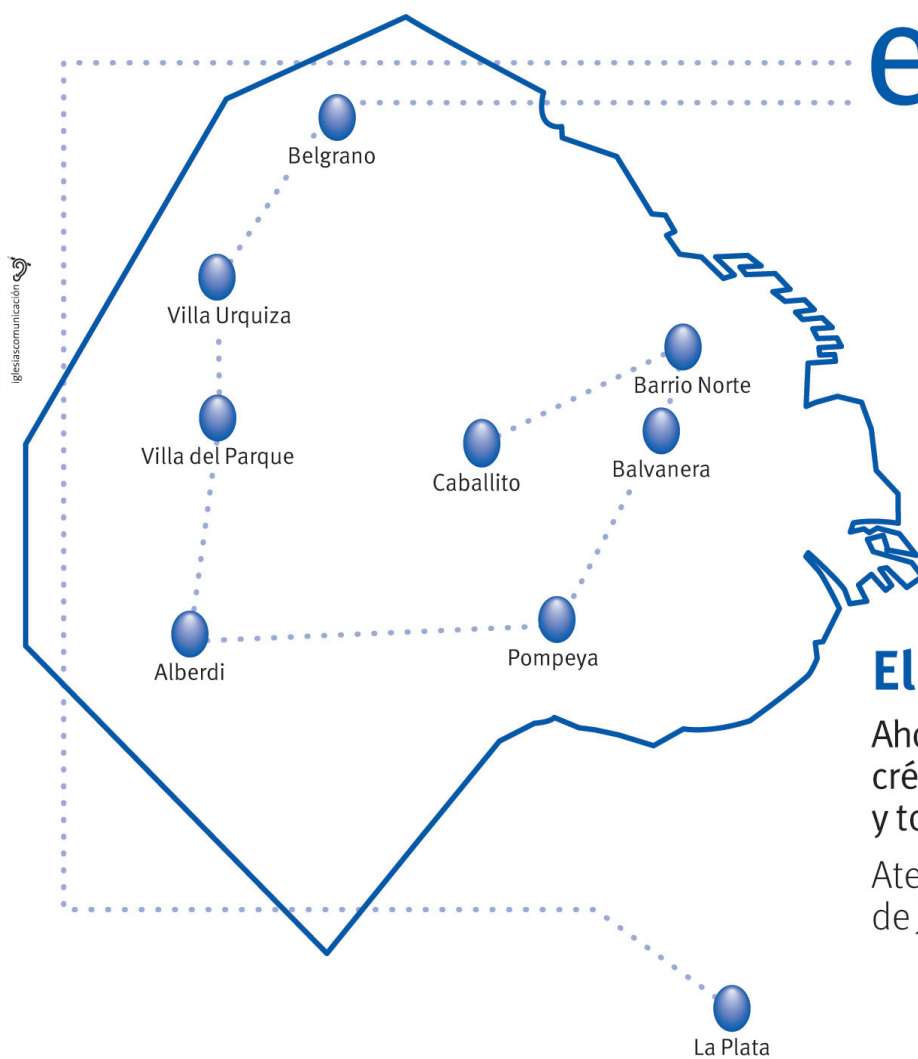 e
Belgrano
iglesiascomunicación
Villa Urquiza
Barrio Norte
Villa del Parque
Balvanera
Caballito
Pompeya
Alberdi
El
Aho
cré
y to
Ate
de
La Plata